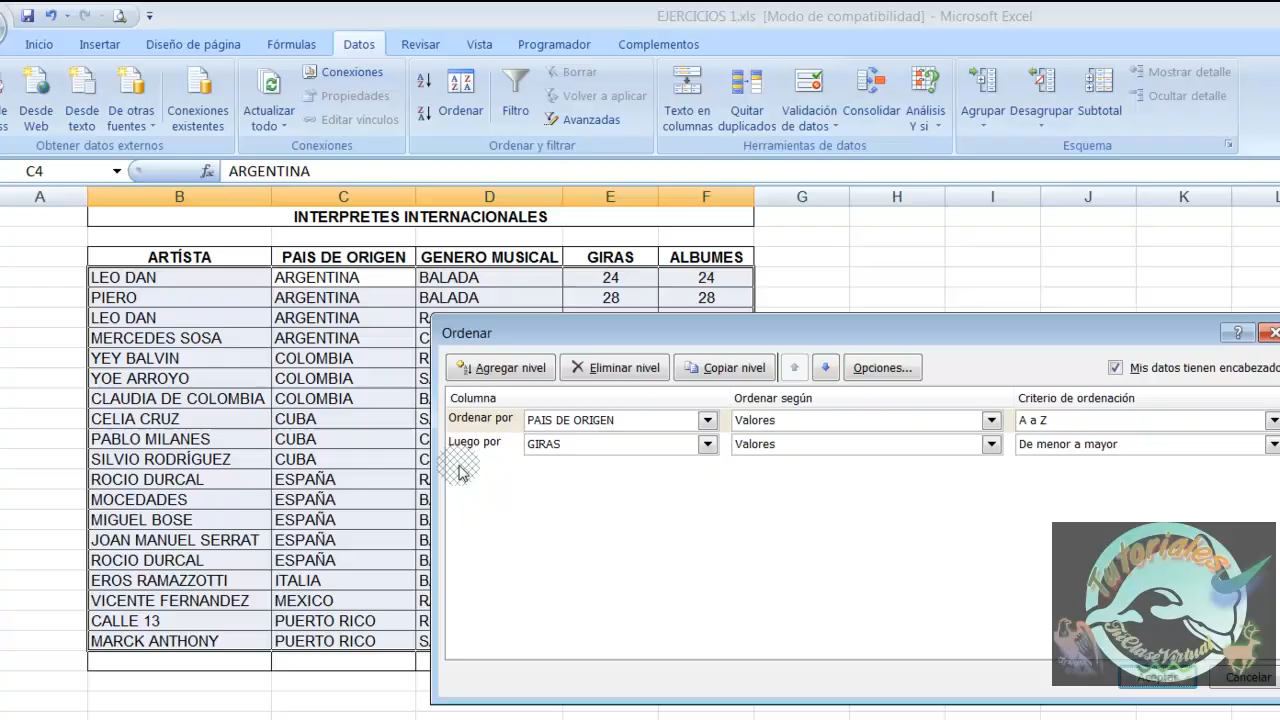 EJERCICIOS 1.xls [Modo de compatibilidad] - Microsoft Excel
Inicio Insertar Diseño de página Fórmulas Datos Revisar Vista Programador Complementos
Desde Web
Desde texto
De otras fuentes
Conexiones existentes
Obtener datos externos
Actualizar todo
Conexiones
Propiedades
Editar vínculos
Conexiones
Ordenar
Filtro
Borrar
Volver a aplicar
Avanzadas
Ordenar y filtrar
Texto en columnas
Quitar duplicados
Validación de datos
Consolidar
Análisis Y si
Herramientas de datos
Agrupar
Desagrupar
Subtotal
Mostrar detalle
Ocultar detalle
Esquema
C4 fx ARGENTINA
A B C D E F G H I J K L
INTERPRETES INTERNACIONALES
ARTÍSTA PAIS DE ORIGEN GENERO MUSICAL GIRAS ALBUMES
LEO DAN ARGENTINA BALADA 24 24
PIERO ARGENTINA BALADA 28 28
LEO DAN ARGENTINA
MERCEDES SOSA ARGENTINA
YEY BALVIN COLOMBIA
YOE ARROYO COLOMBIA
CLAUDIA DE COLOMBIA COLOMBIA
CELIA CRUZ CUBA
PABLO MILANES CUBA
SILVIO RODRÍGUEZ CUBA
ROCIO DURCAL ESPAÑA
MOCEDADES ESPAÑA
MIGUEL BOSE ESPAÑA
JOAN MANUEL SERRAT ESPAÑA
ROCIO DURCAL ESPAÑA
EROS RAMAZZOTTI ITALIA
VICENTE FERNANDEZ MEXICO
CALLE 13 PUERTO RICO
MARCK ANTHONY PUERTO RICO
Ordenar
Agregar nivel Eliminar nivel Copiar nivel Opciones... Mis datos tienen encabezado
Columna Ordenar según Criterio de ordenación
Ordenar por PAIS DE ORIGEN Valores A a Z
Luego por GIRAS Valores De menor a mayor
Tutoriales
TuClaseVirtual
Aceptar Cancelar